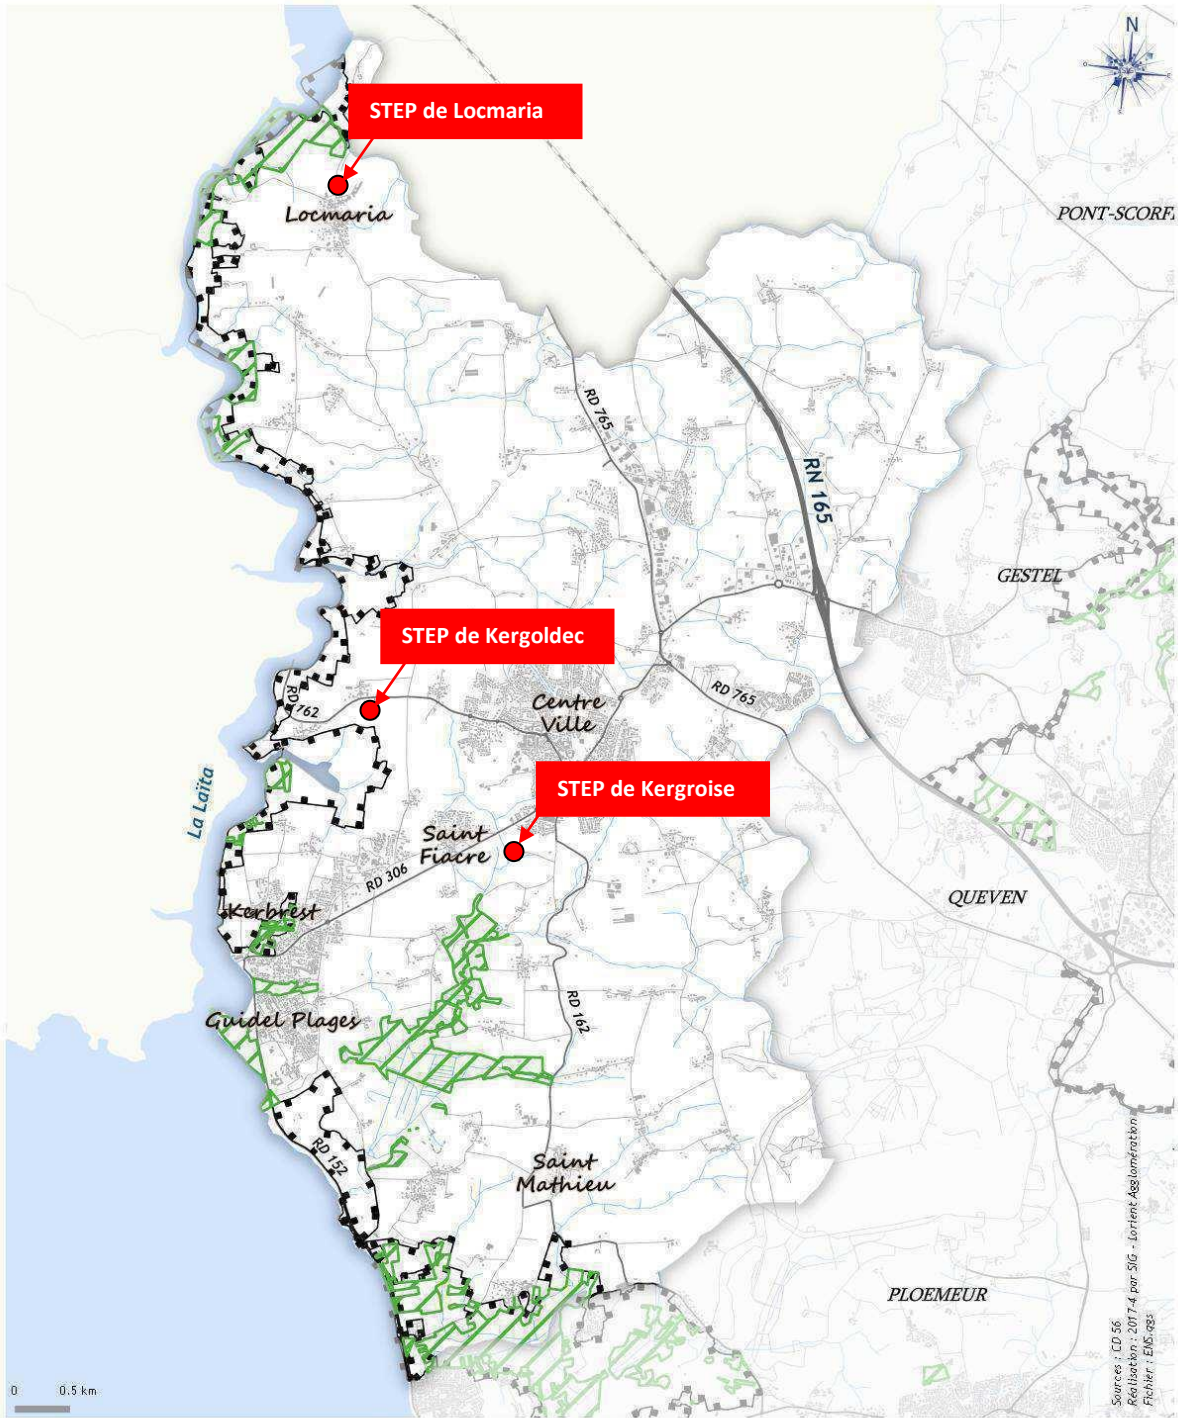 N
STEP de Locmaria
Locmaria
PONT-SCORF
RD 765
RN 165
GESTEL
STEP de Kergoldec
RD 162
Centre
Ville
RD 765
La Laïta
STEP de Kergroise
Saint
Fiacre
RD 306
QUEVEN
Kerbrest
Guidel Plages
RD 162
RD 152
Saint
Mathieu
PLOEMEUR
Sources : CD 56
Réalisation : 2017-4 par SIG - Lorient Agglomération
Fichier : ENS.qgs
0 0.5 km